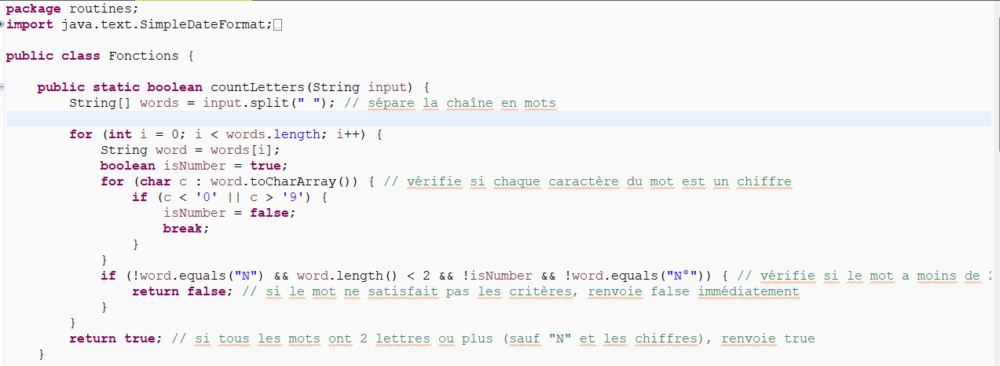 package routines;
import java.text.SimpleDateFormat;
public class Fonctions {
public static boolean countLetters(String input) {
String[] words = input.split(" "); // sépare la chaîne en mots
for (int i = 0; i < words.length; i++) {
String word = words[i];
boolean isNumber = true;
for (char c : word.toCharArray()) { // vérifie si chaque caractère du mot est un chiffre
if (c < '0' || c > '9') {
isNumber = false;
break;
}
}
if (!word.equals("N") && word.length() < 2 && !isNumber && !word.equals("N°")) { // vérifie si le mot a moins de 2
return false; // si le mot ne satisfait pas les critères, renvoie false immédiatement
}
}
return true; // si tous les mots ont 2 lettres ou plus (sauf "N" et les chiffres), renvoie true
}